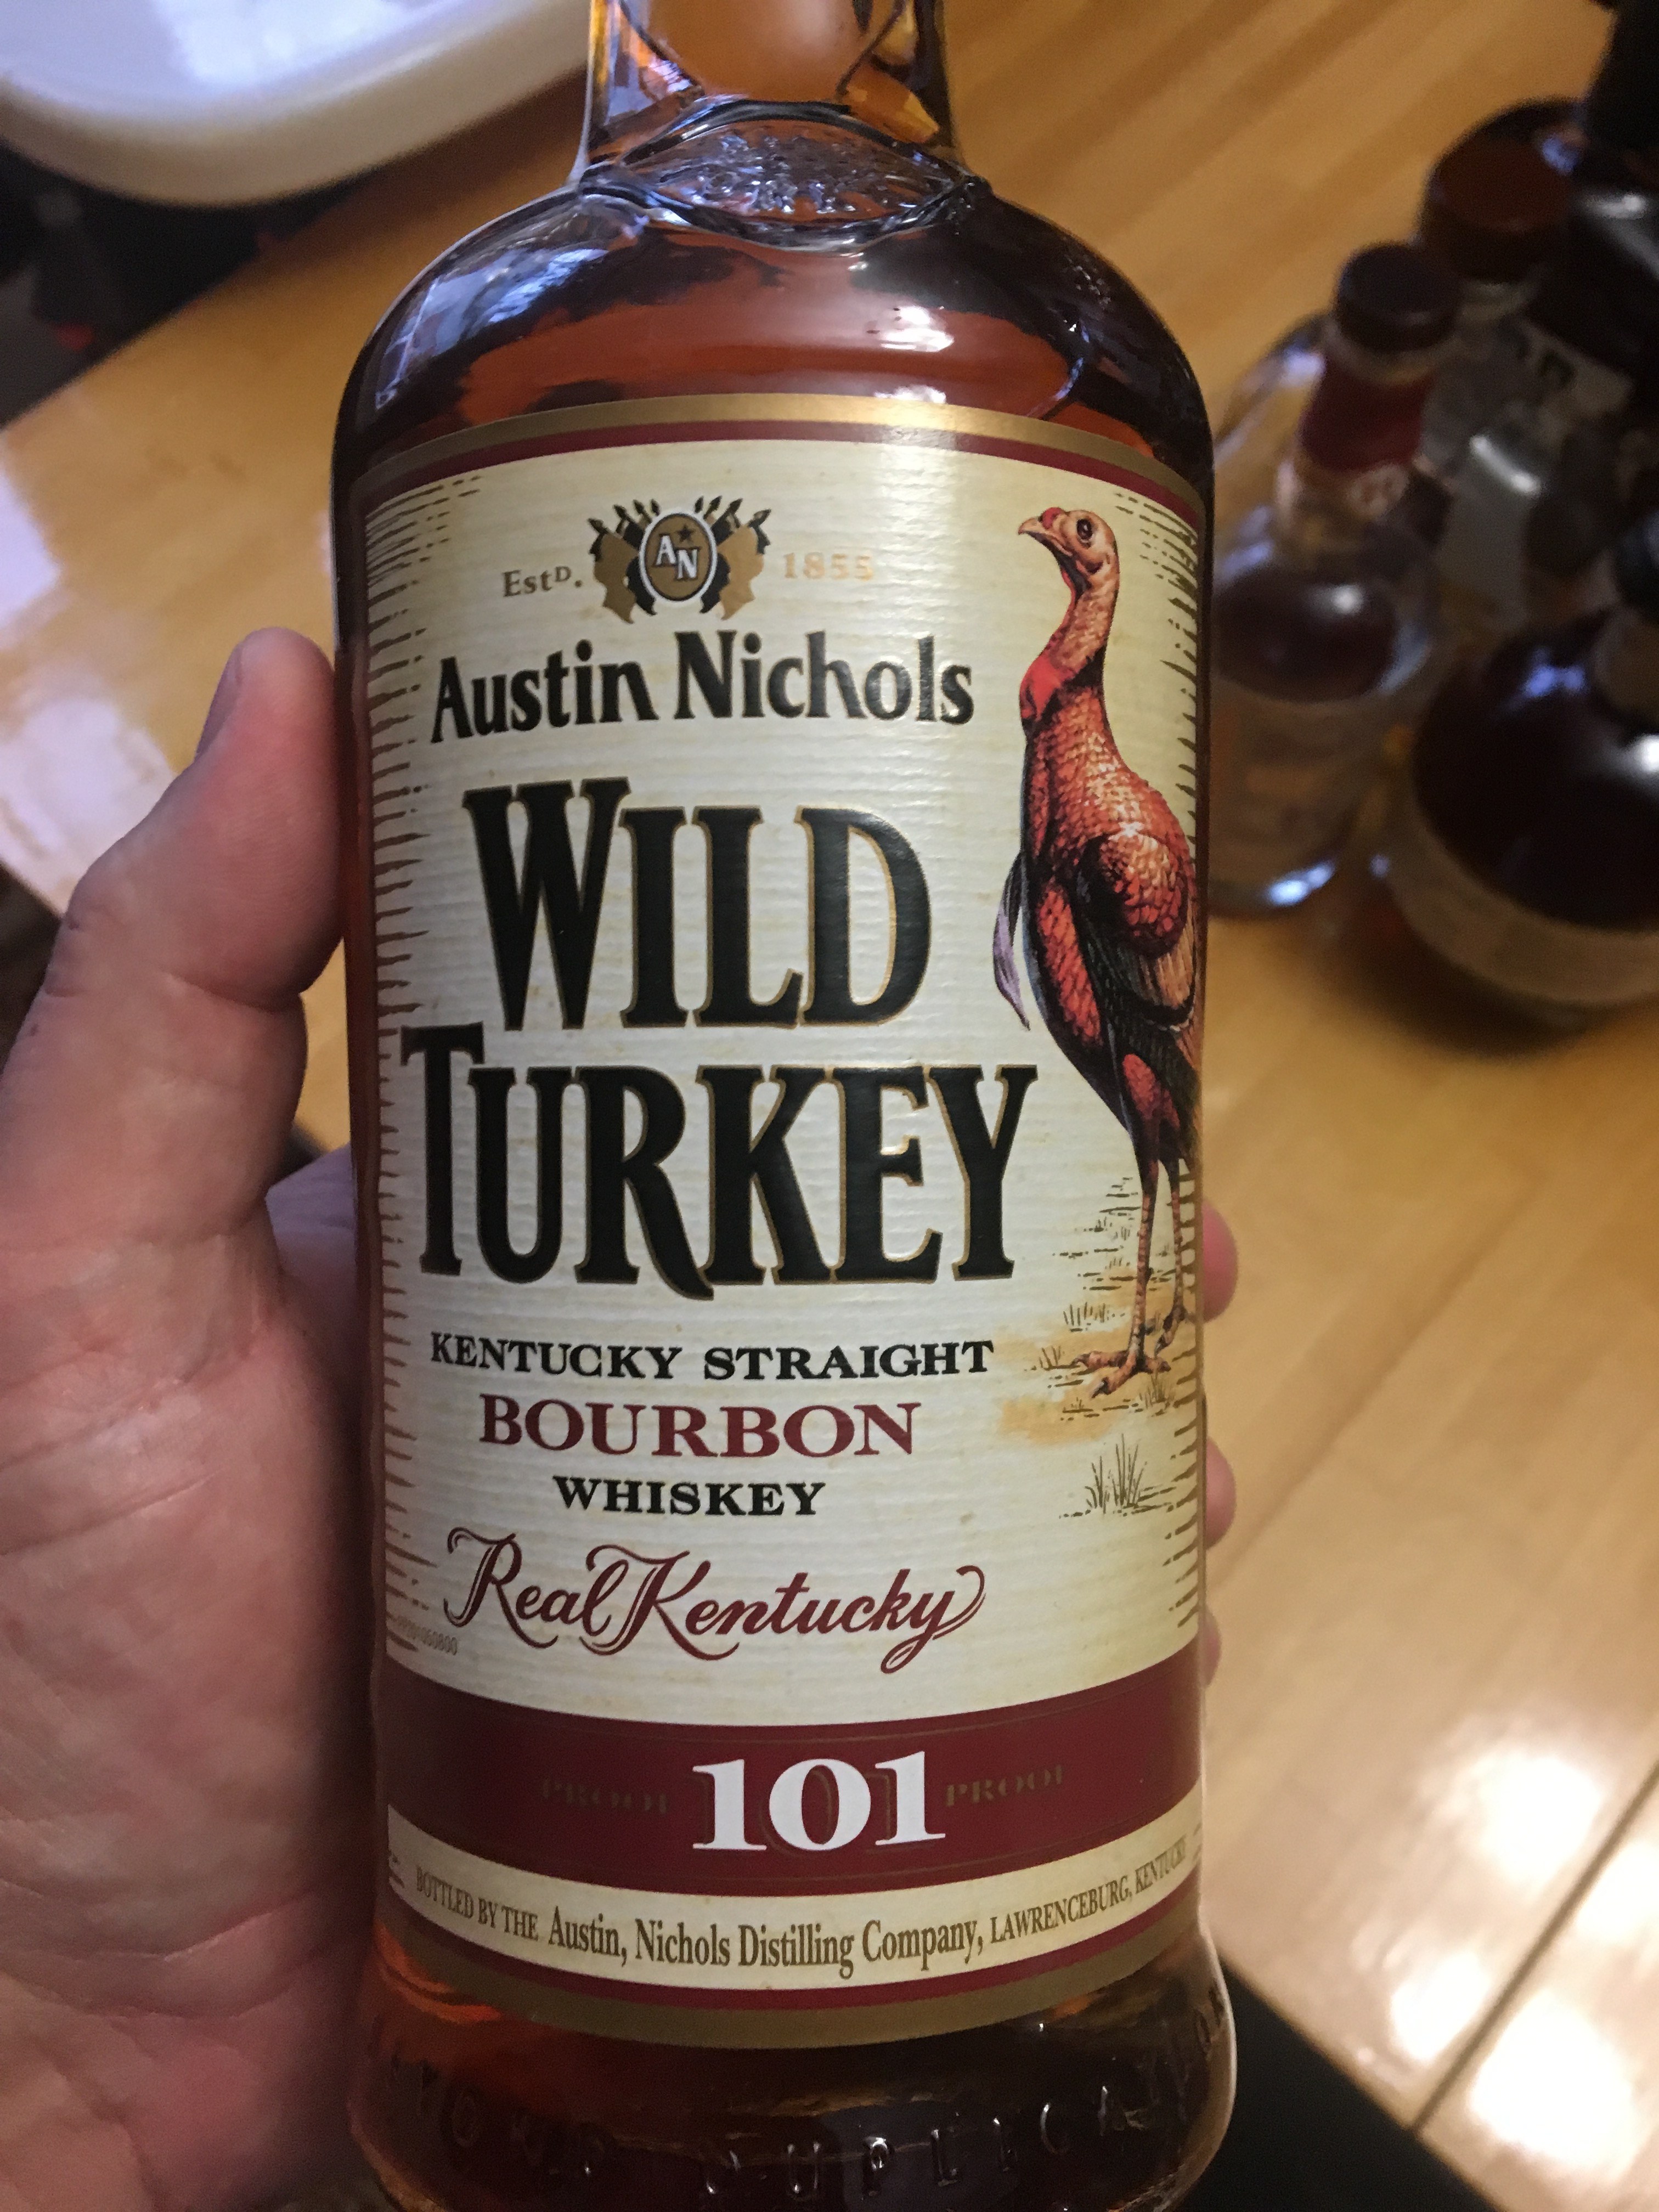 EstD. AN 1855
Austin Nichols
WILD
TURKEY
KENTUCKY STRAIGHT
BOURBON
WHISKEY
Real Kentucky
PROOF 101 PROOF
BOTTLED BY THE Austin, Nichols Distilling Company, LAWRENCEBURG, KENTUCKY